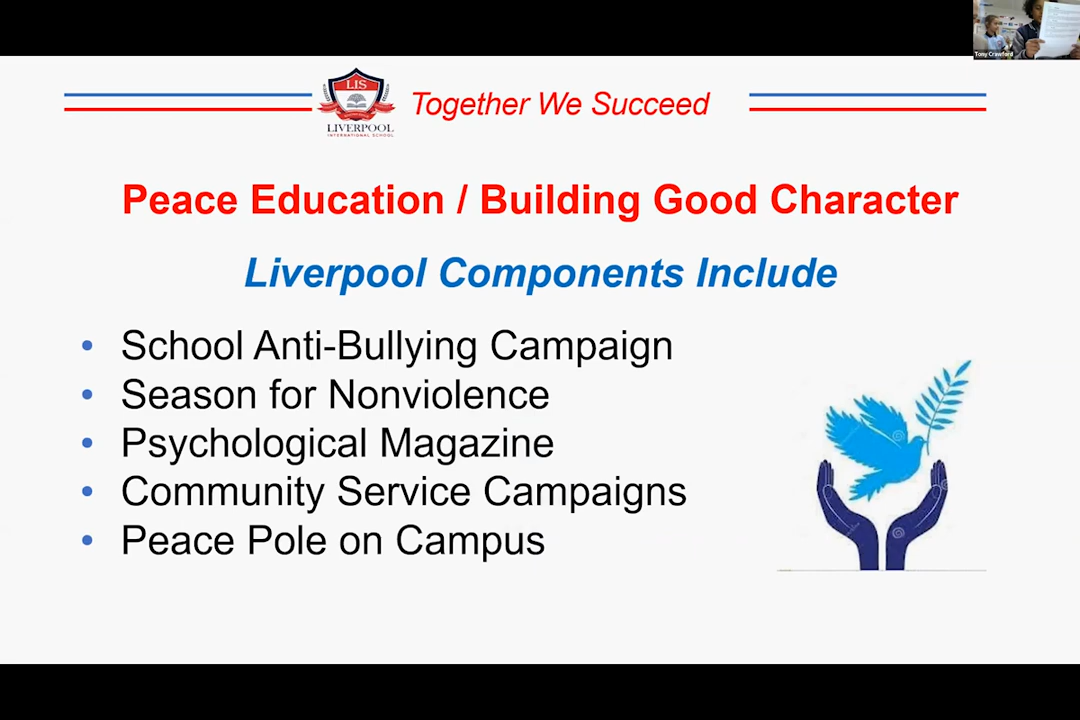 Tony Crawford
LIS
Together We Succeed
LIVERPOOL
INTERNATIONAL SCHOOL
Peace Education / Building Good Character
Liverpool Components Include
• School Anti-Bullying Campaign
• Season for Nonviolence
• Psychological Magazine
• Community Service Campaigns
• Peace Pole on Campus